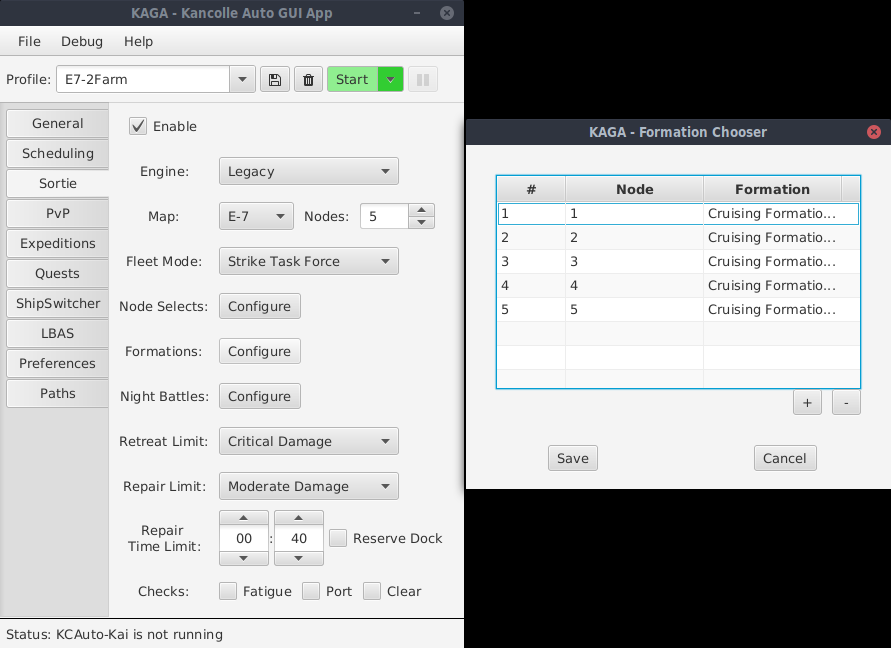 KAGA - Kancolle Auto GUI App
File Debug Help
Profile: E7-2Farm Start
General
Scheduling
Sortie
PvP
Expeditions
Quests
ShipSwitcher
LBAS
Preferences
Paths
Enable
Engine: Legacy
Map: E-7 Nodes: 5
Fleet Mode: Strike Task Force
Node Selects: Configure
Formations: Configure
Night Battles: Configure
Retreat Limit: Critical Damage
Repair Limit: Moderate Damage
Repair
Time Limit: 00 : 40 Reserve Dock
Checks: Fatigue Port Clear
Status: KCAuto-Kai is not running
KAGA - Formation Chooser
# Node Formation
1 1 Cruising Formatio...
2 2 Cruising Formatio...
3 3 Cruising Formatio...
4 4 Cruising Formatio...
5 5 Cruising Formatio...
+ -
Save Cancel